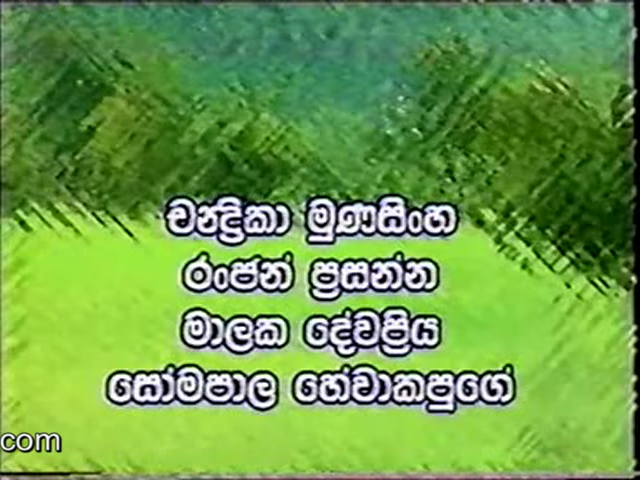 චන්ද්‍රිකා මුණසිංහ
රංජන් ප්‍රසන්න
මාලක දේවප්‍රිය
සෝමපාල හේවාකපුගේ
com